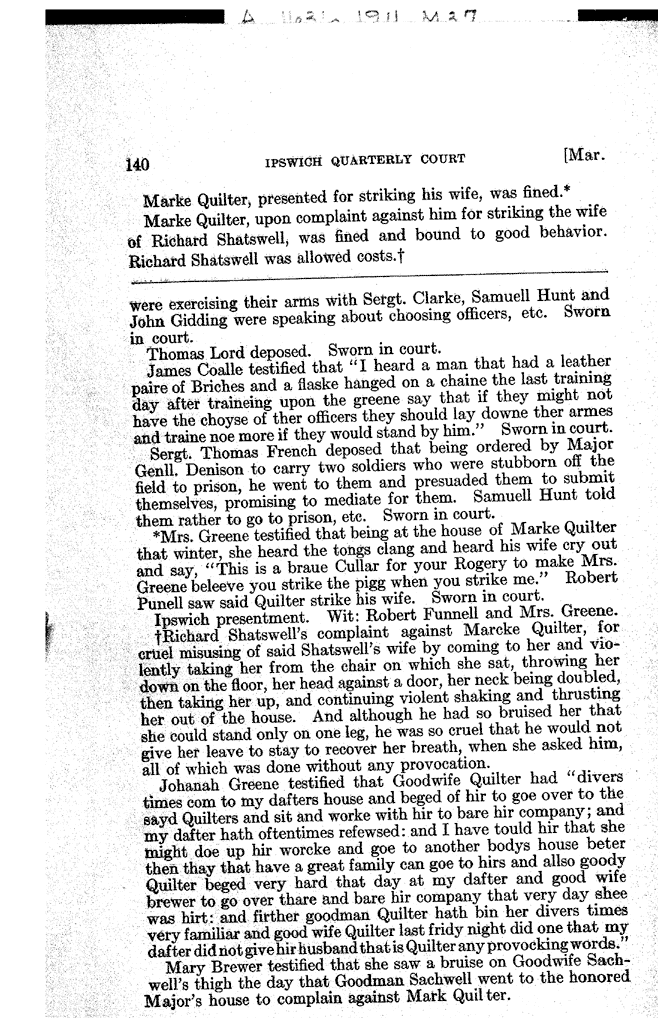 1911 M27
140 IPSWICH QUARTERLY COURT [Mar.
Marke Quilter, presented for striking his wife, was fined.*
Marke Quilter, upon complaint against him for striking the wife
of Richard Shatswell, was fined and bound to good behavior.
Richard Shatswell was allowed costs.†
were exercising their arms with Sergt. Clarke, Samuell Hunt and
John Gidding were speaking about choosing officers, etc. Sworn
in court.
Thomas Lord deposed. Sworn in court.
James Coalle testified that "I heard a man that had a leather
paire of Briches and a flaske hanged on a chaine the last training
day after traineing upon the greene say that if they might not
have the choyse of ther officers they should lay downe ther armes
and traine noe more if they would stand by him." Sworn in court.
Sergt. Thomas French deposed that being ordered by Major
Genll. Denison to carry two soldiers who were stubborn off the
field to prison, he went to them and presuaded them to submit
themselves, promising to mediate for them. Samuell Hunt told
them rather to go to prison, etc. Sworn in court.
*Mrs. Greene testified that being at the house of Marke Quilter
that winter, she heard the tongs clang and heard his wife cry out
and say, "This is a braue Cullar for your Rogery to make Mrs.
Greene beleeve you strike the pigg when you strike me." Robert
Punell saw said Quilter strike his wife. Sworn in court.
Ipswich presentment. Wit: Robert Funnell and Mrs. Greene.
†Richard Shatswell's complaint against Marcke Quilter, for
cruel misusing of said Shatswell's wife by coming to her and vio-
lently taking her from the chair on which she sat, throwing her
down on the floor, her head against a door, her neck being doubled,
then taking her up, and continuing violent shaking and thrusting
her out of the house. And although he had so bruised her that
she could stand only on one leg, he was so cruel that he would not
give her leave to stay to recover her breath, when she asked him,
all of which was done without any provocation.
Johanah Greene testified that Goodwife Quilter had "divers
times com to my dafters house and beged of hir to goe over to the
sayd Quilters and sit and worke with hir to bare hir company; and
my dafter hath oftentimes refewsed: and I have tould hir that she
might doe up hir worcke and goe to another bodys house beter
then thay that have a great family can goe to hirs and allso goody
Quilter beged very hard that day at my dafter and good wife
brewer to go over thare and bare hir company that very day shee
was hirt: and firther goodman Quilter hath bin her divers times
very familiar and good wife Quilter last fridy night did one that my
dafter did not give hir husband that is Quilter any provocking words."
Mary Brewer testified that she saw a bruise on Goodwife Sach-
well's thigh the day that Goodman Sachwell went to the honored
Major's house to complain against Mark Quilter.